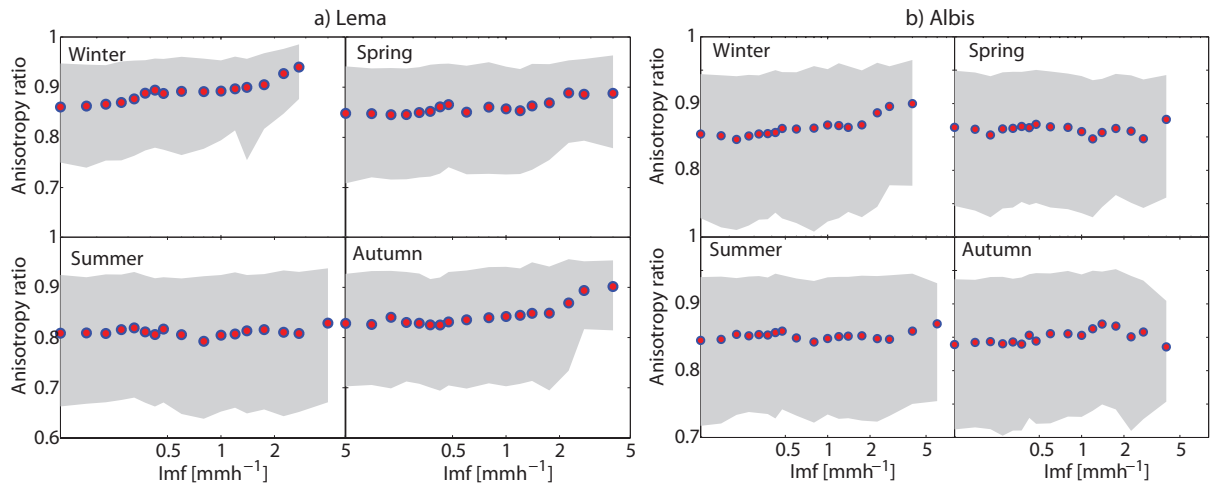 a) Lema
b) Albis
Anisotropy ratio
1
0.9
0.8
0.7
1
Winter
Spring
Anisotropy ratio
0.9
0.8
0.7
0.6
Summer
Autumn
0.5
1
2
5
0.5
1
2
5
Imf [mmh⁻¹]
Imf [mmh⁻¹]
Anisotropy ratio
1
0.9
0.8
1
Winter
Spring
Anisotropy ratio
0.9
0.8
0.7
Summer
Autumn
0.5
1
2
5
0.5
1
2
5
Imf [mmh⁻¹]
Imf [mmh⁻¹]